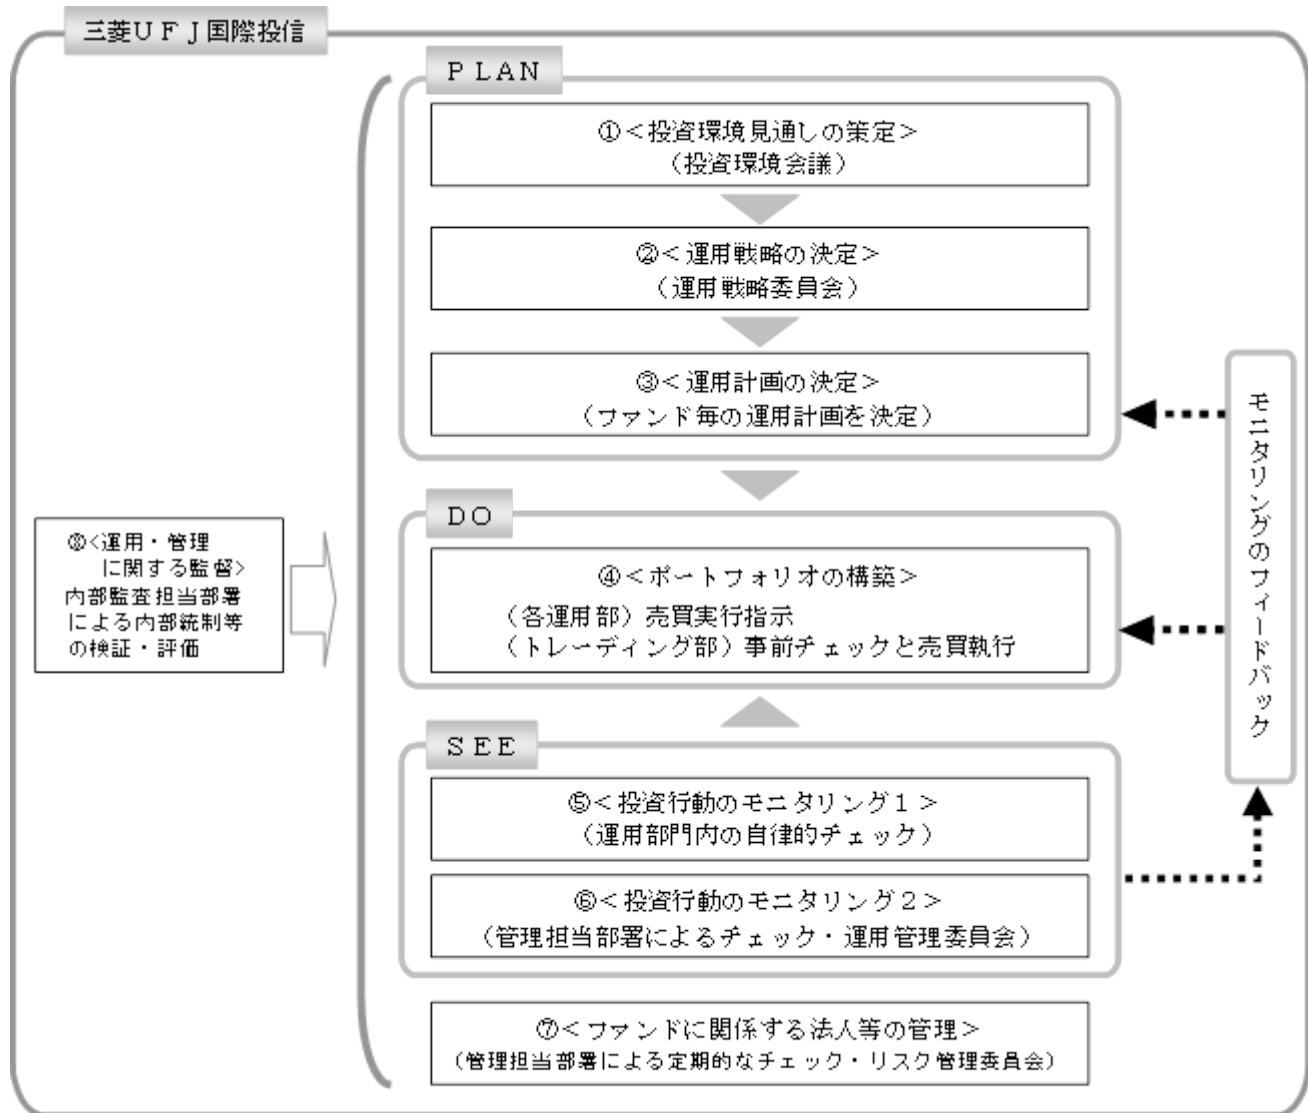 三菱ＵＦＪ国際投信
ＰＬＡＮ
①＜投資環境見通しの策定＞
（投資環境会議）
②＜運用戦略の決定＞
（運用戦略委員会）
③＜運用計画の決定＞
（ファンド毎の運用計画を決定）
ＤＯ
④＜ポートフォリオの構築＞
（各運用部）売買実行指示
（トレーディング部）事前チェックと売買執行
ＳＥＥ
⑤＜投資行動のモニタリング１＞
（運用部門内の自律的チェック）
⑥＜投資行動のモニタリング２＞
（管理担当部署によるチェック・運用管理委員会）
⑦＜ファンドに関係する法人等の管理＞
（管理担当部署による定期的なチェック・リスク管理委員会）
⑧＜運用・管理
に関する監督＞
内部監査担当部署
による内部統制等
の検証・評価
モニタリングのフィードバック